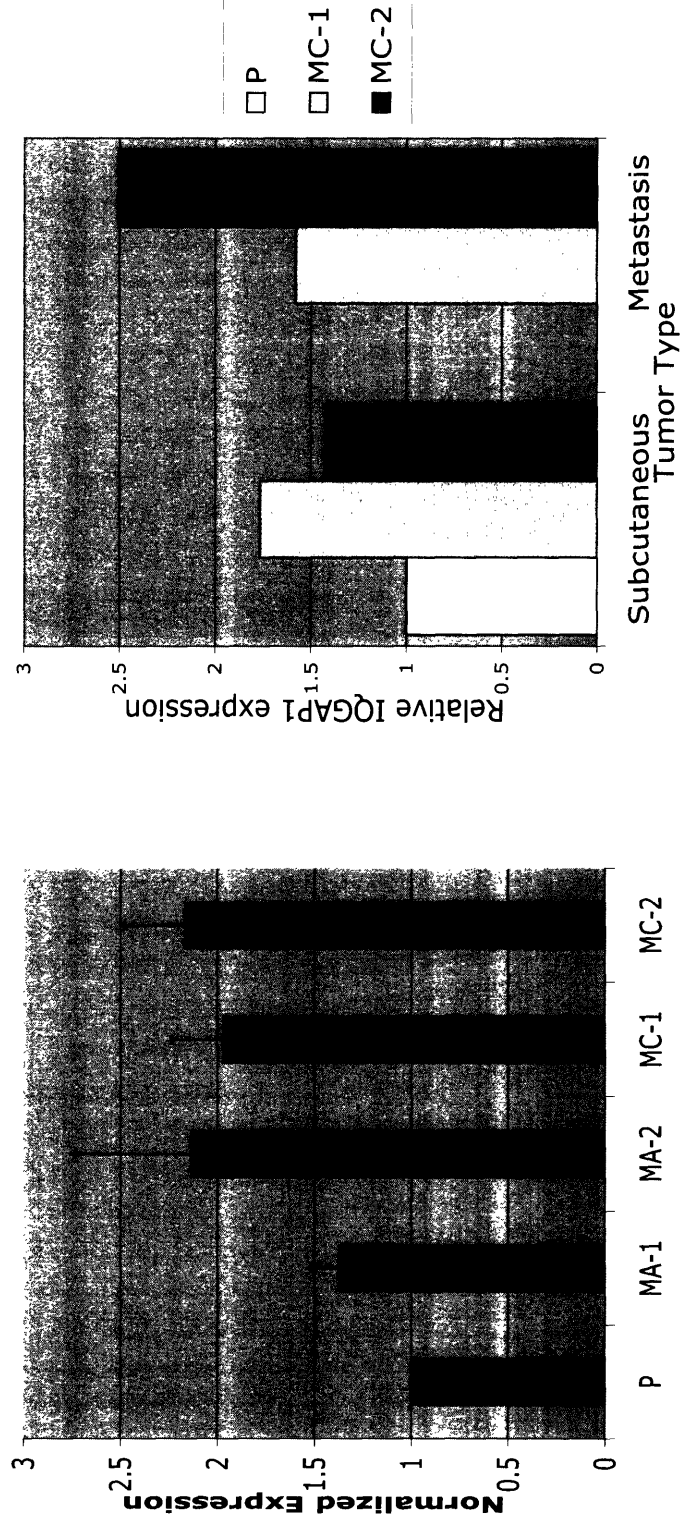 Normalized Expression
3
2.5
2
1.5
1
0.5
0
P
MA-1
MA-2
MC-1
MC-2
Relative IQGAP1 expression
3
2.5
2
1.5
1
0.5
0
Subcutaneous
Metastasis
Tumor Type
P
MC-1
MC-2